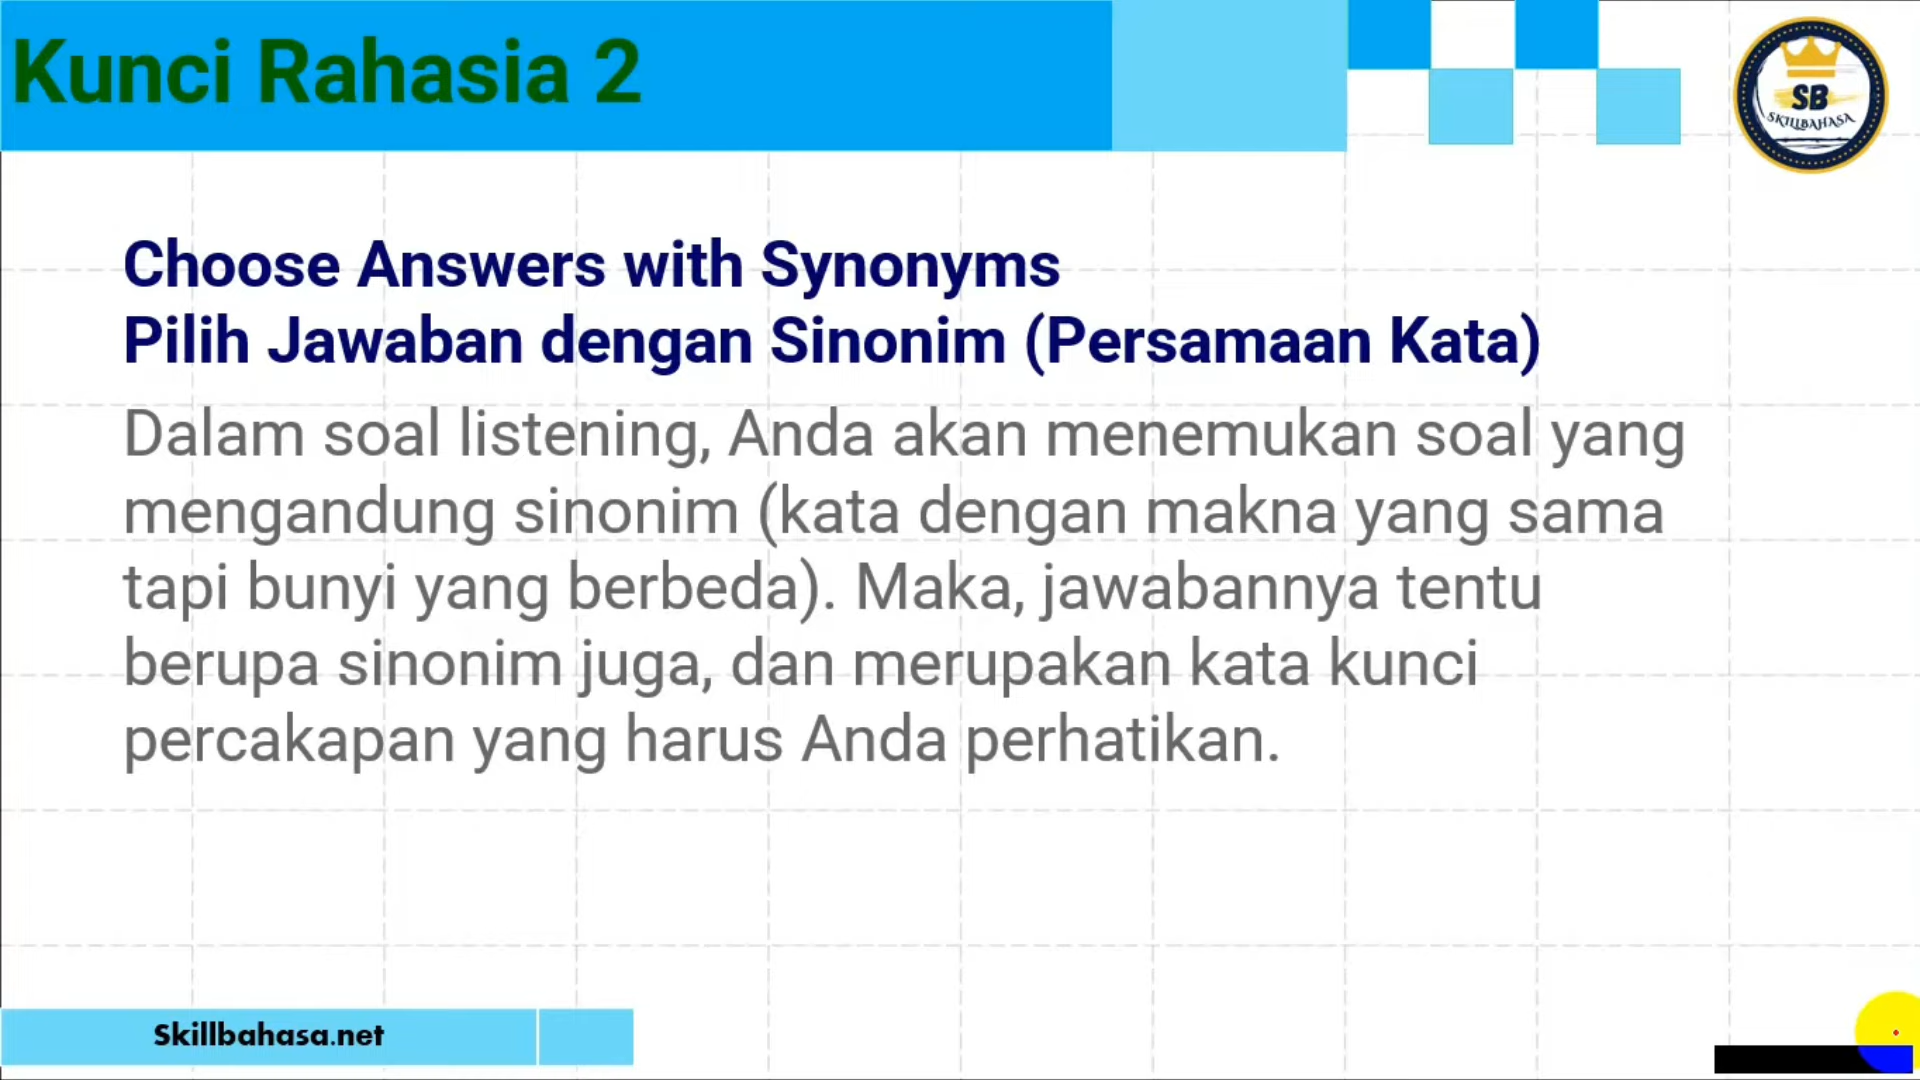 Kunci Rahasia 2
SB
SKILLBAHASA
Choose Answers with Synonyms
Pilih Jawaban dengan Sinonim (Persamaan Kata)
Dalam soal listening, Anda akan menemukan soal yang
mengandung sinonim (kata dengan makna yang sama
tapi bunyi yang berbeda). Maka, jawabannya tentu
berupa sinonim juga, dan merupakan kata kunci
percakapan yang harus Anda perhatikan.
Skillbahasa.net